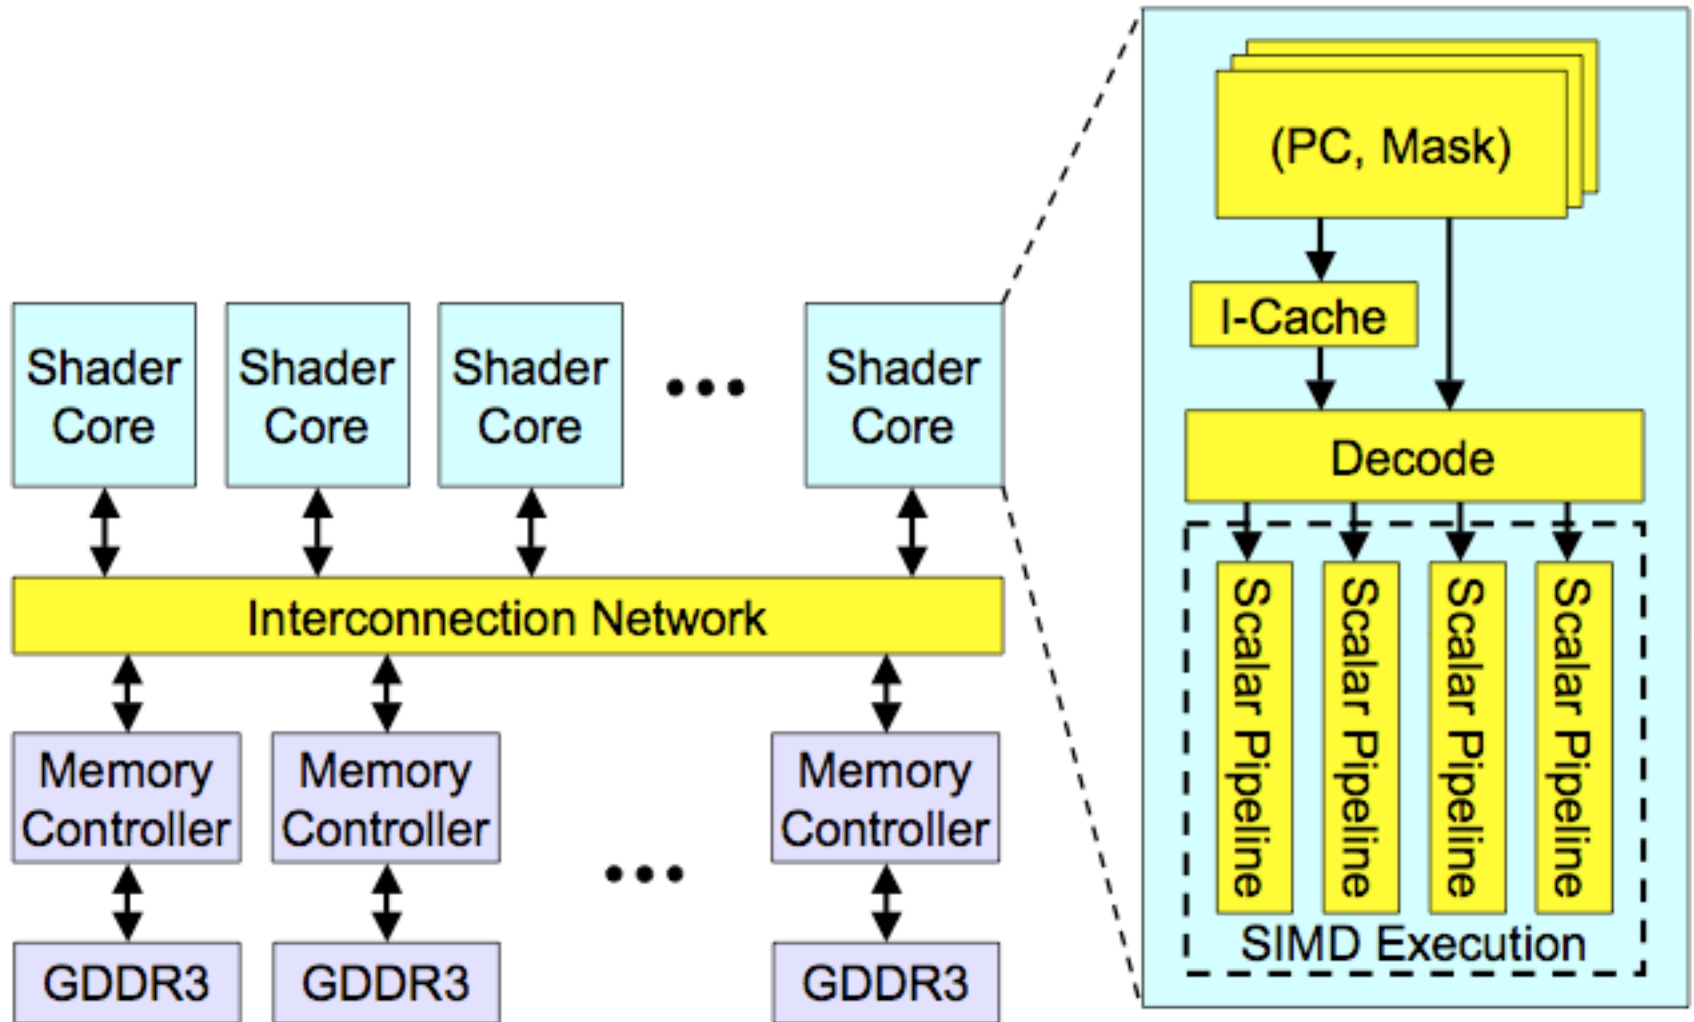 (PC, Mask)
I-Cache
Decode
Scalar Pipeline
Scalar Pipeline
Scalar Pipeline
Scalar Pipeline
SIMD Execution
Shader
Core
Shader
Core
Shader
Core
Shader
Core
Interconnection Network
Memory
Controller
Memory
Controller
Memory
Controller
GDDR3
GDDR3
GDDR3